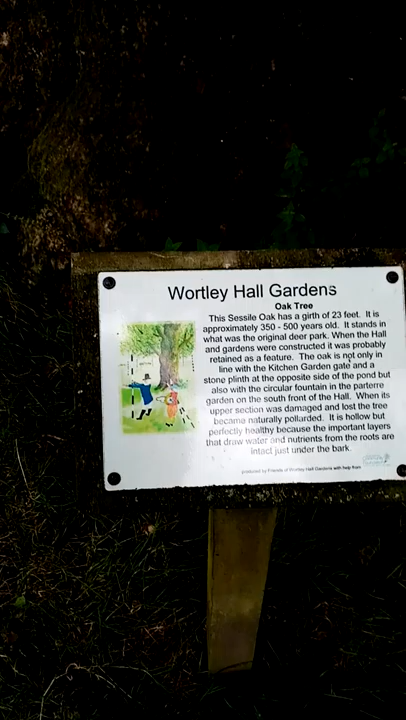 Wortley Hall Gardens
Oak Tree
This Sessile Oak has a girth of 23 feet. It is
approximately 350 - 500 years old. It stands in
what was the original deer park. When the Hall
and gardens were constructed it was probably
retained as a feature. The oak is not only in
line with the Kitchen Garden gate and a
stone plinth at the opposite side of the pond but
also with the circular fountain in the parterre
garden on the south front of the Hall. When its
upper section was damaged and lost the tree
became naturally pollarded. It is hollow but
perfectly healthy because the important layers
that draw water and nutrients from the roots are
intact just under the bark.
produced by Friends of Wortley Hall Gardens with help from